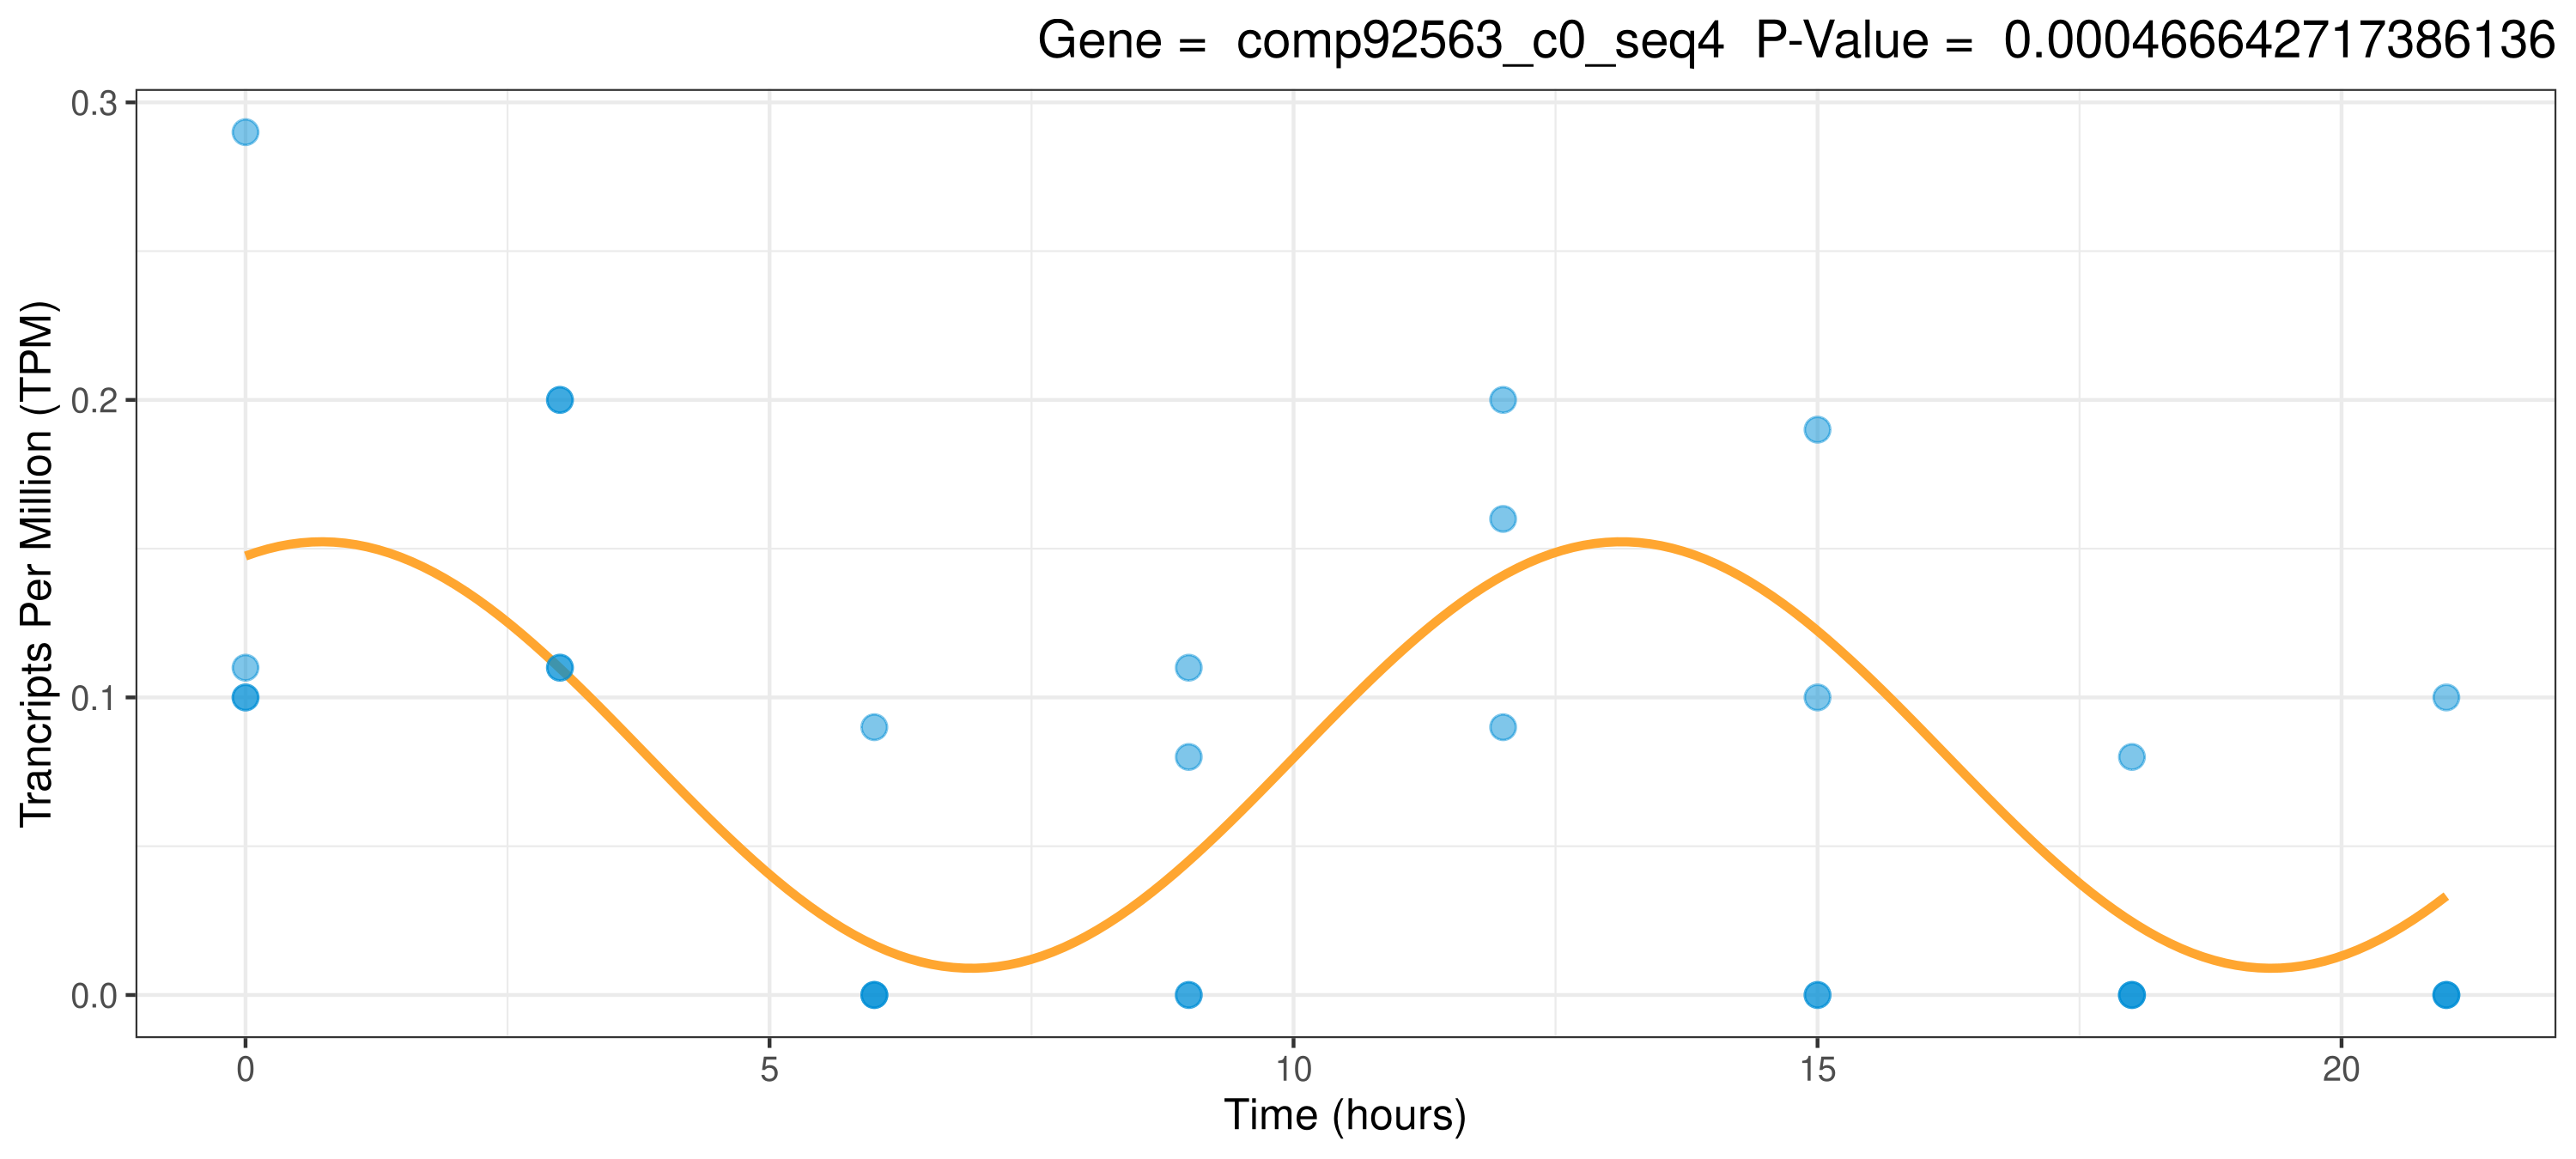 Gene =  comp92563_c0_seq4  P-Value =  0.000466642717386136
Trancripts Per Million (TPM)
0.3
0.2
0.1
0.0
0 5 10 15 20
Time (hours)